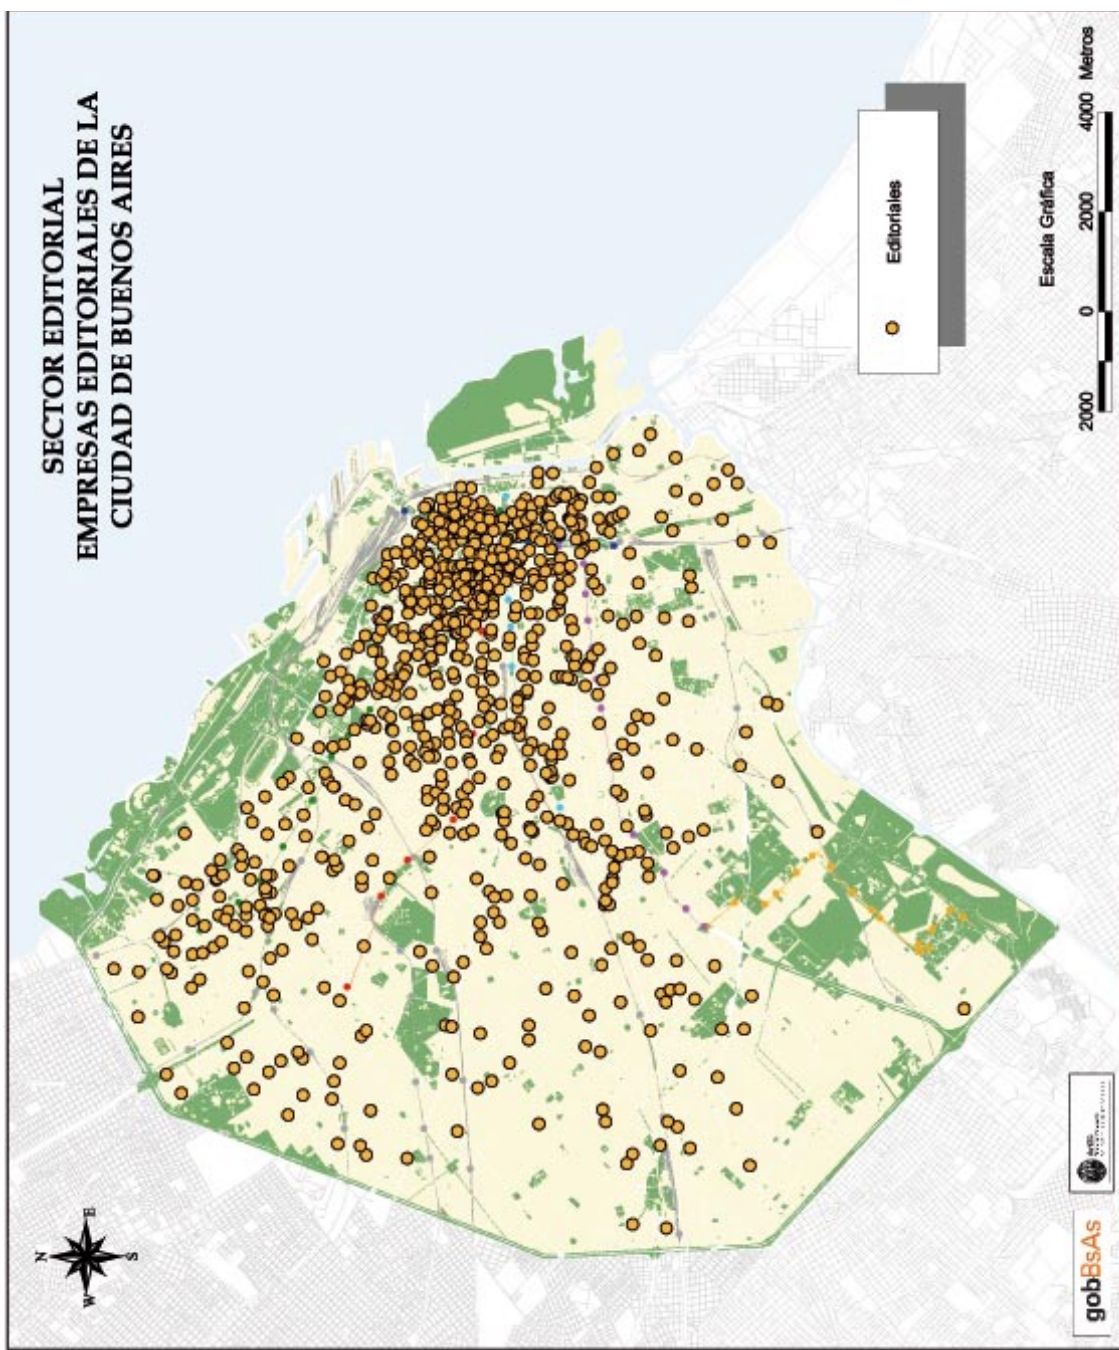 SECTOR EDITORIAL
EMPRESAS EDITORIALES DE LA
CIUDAD DE BUENOS AIRES
N
W
E
S
Editoriales
Escala Gráfica
2000
0
2000
4000
Metros
gobBsAs